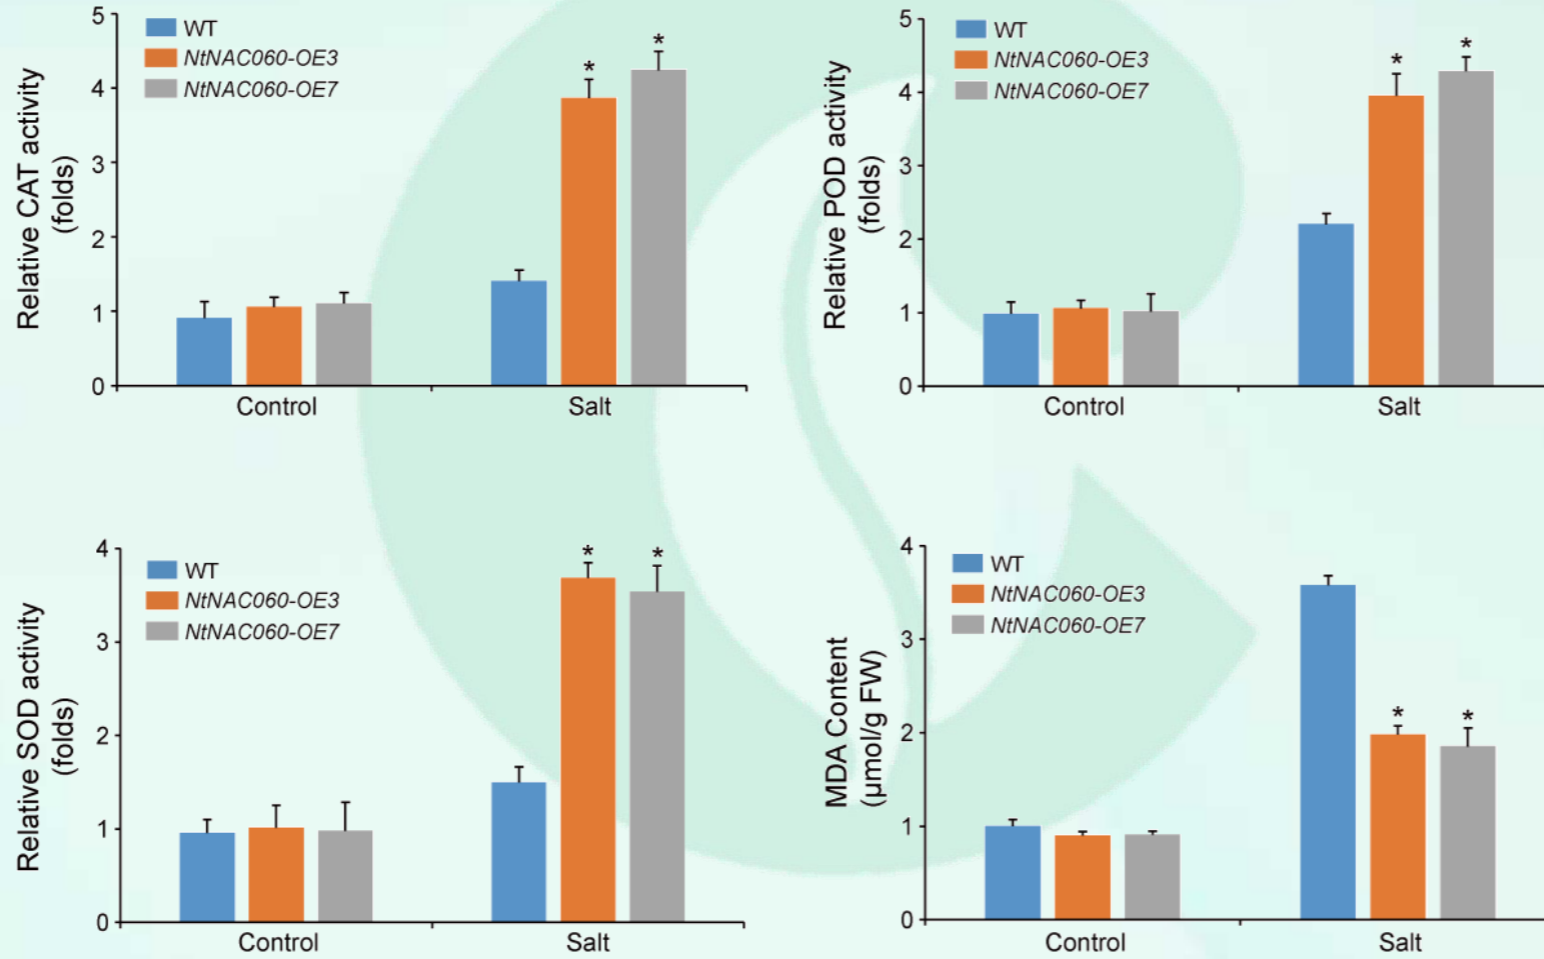 5
4
3
2
1
0
Relative CAT activity
(folds)
WT
NtNAC060-OE3
NtNAC060-OE7
*
*
Control
Salt
5
4
3
2
1
0
Relative POD activity
(folds)
WT
NtNAC060-OE3
NtNAC060-OE7
*
*
Control
Salt
4
3
2
1
0
Relative SOD activity
(folds)
WT
NtNAC060-OE3
NtNAC060-OE7
*
*
Control
Salt
4
3
2
1
0
MDA Content
(μmol/g FW)
WT
NtNAC060-OE3
NtNAC060-OE7
*
*
Control
Salt